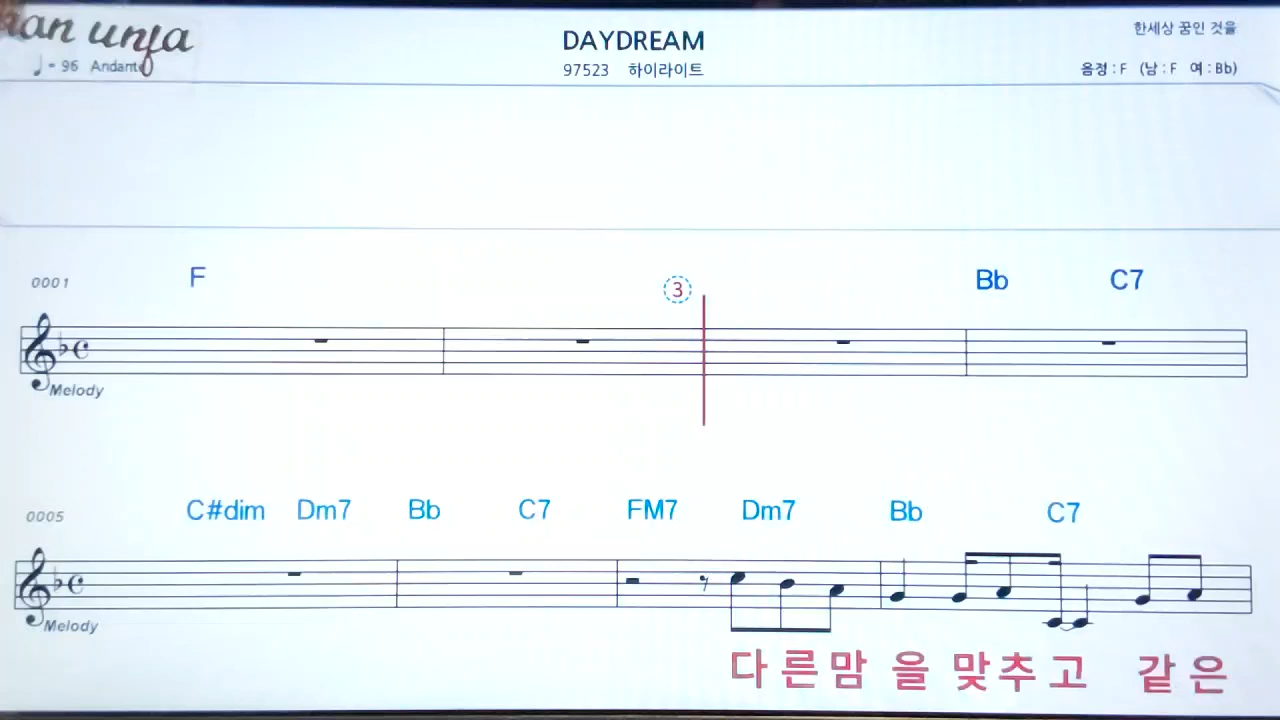 DAYDREAM
한세상 꿈인 것을
♩= 96 Andante
97523 하이라이트
음정 : F (남 : F 여 : Bb)
0001 F ③ Bb C7
Melody
0005 C#dim Dm7 Bb C7 FM7 Dm7 Bb C7
Melody
다른맘을 맞추고 같은